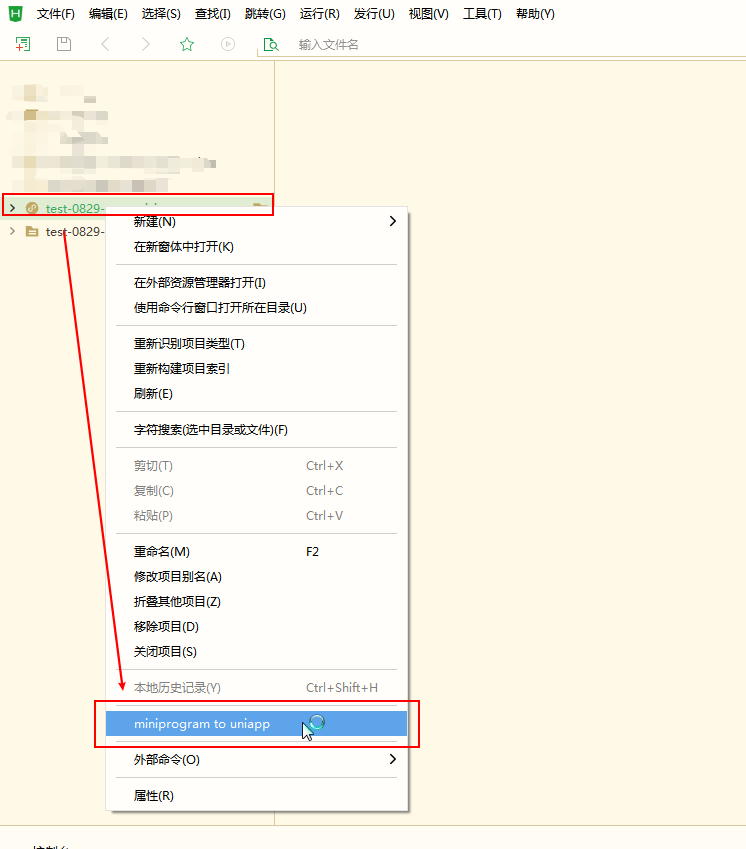 文件(F) 编辑(E) 选择(S) 查找(I) 跳转(G) 运行(R) 发行(U) 视图(V) 工具(T) 帮助(Y)
输入文件名
test-0829-
test-0829-
新建(N)
在新窗体中打开(K)
在外部资源管理器打开(I)
使用命令行窗口打开所在目录(U)
重新识别项目类型(T)
重新构建项目索引
刷新(E)
字符搜索(选中目录或文件)(F)
剪切(T) Ctrl+X
复制(C) Ctrl+C
粘贴(P) Ctrl+V
重命名(M) F2
修改项目别名(A)
折叠其他项目(Z)
移除项目(D)
关闭项目(S)
本地历史记录(Y) Ctrl+Shift+H
miniprogram to uniapp
外部命令(O)
属性(R)